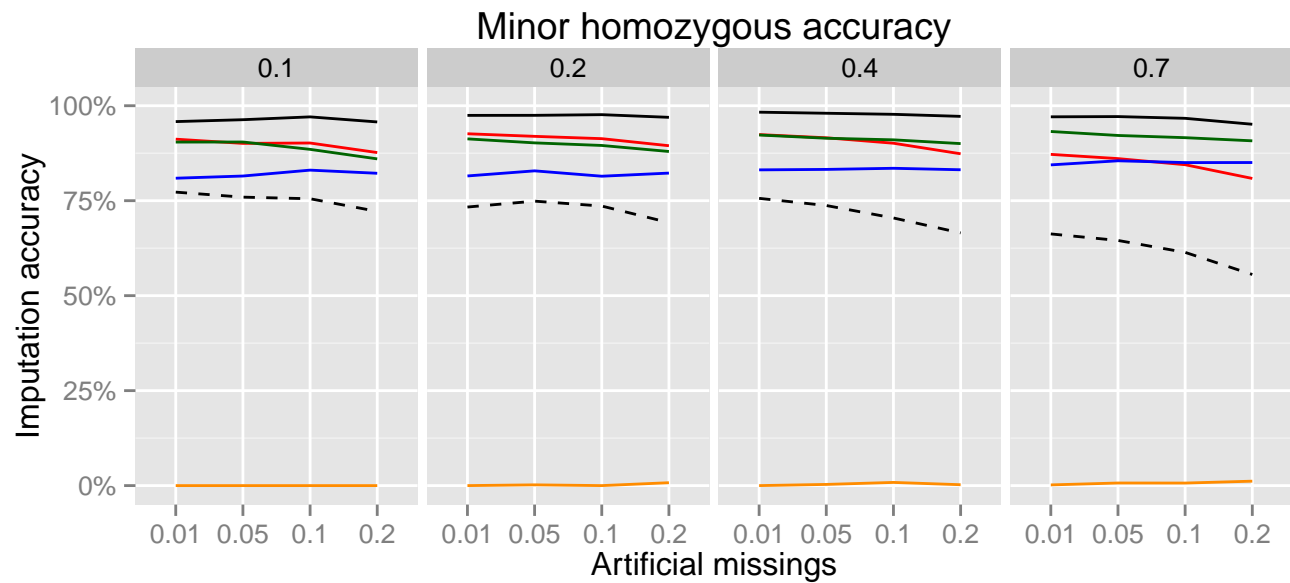 Minor homozygous accuracy
0.1 0.2 0.4 0.7
100%
75%
50%
25%
0%
Imputation accuracy
0.01 0.05 0.1 0.2 0.01 0.05 0.1 0.2 0.01 0.05 0.1 0.2 0.01 0.05 0.1 0.2
Artificial missings